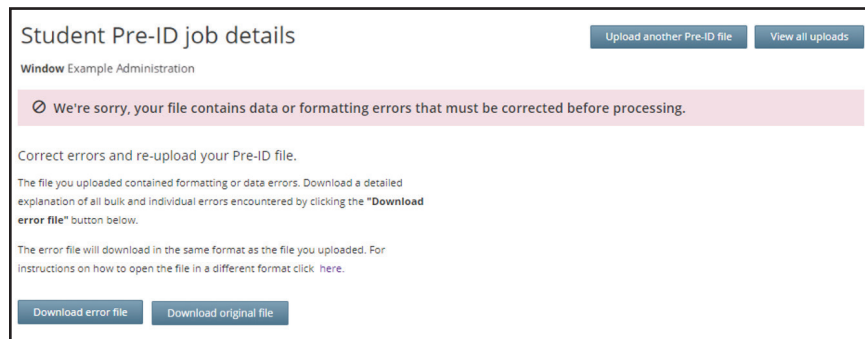 Student Pre-ID job details
Upload another Pre-ID file
View all uploads
Window Example Administration
We're sorry, your file contains data or formatting errors that must be corrected before processing.
Correct errors and re-upload your Pre-ID file.
The file you uploaded contained formatting or data errors. Download a detailed
explanation of all bulk and individual errors encountered by clicking the "Download
error file" button below.
The error file will download in the same format as the file you uploaded. For
instructions on how to open the file in a different format click here.
Download error file
Download original file